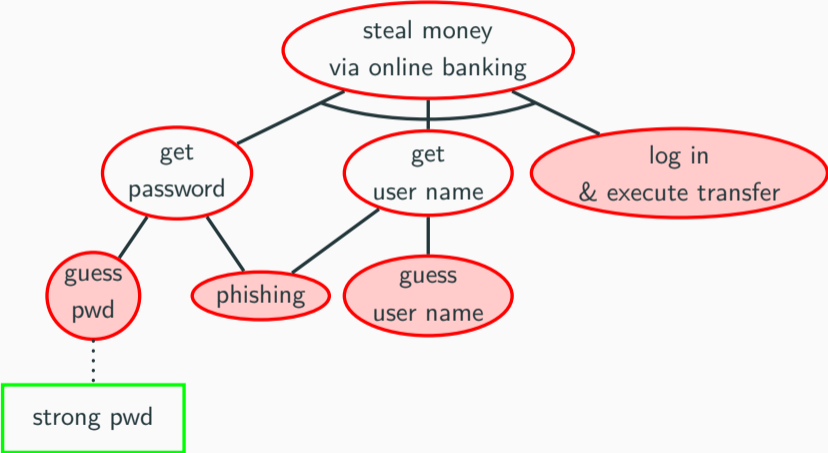 steal money
via online banking
get
password
get
user name
log in
& execute transfer
guess
pwd
phishing
guess
user name
strong pwd